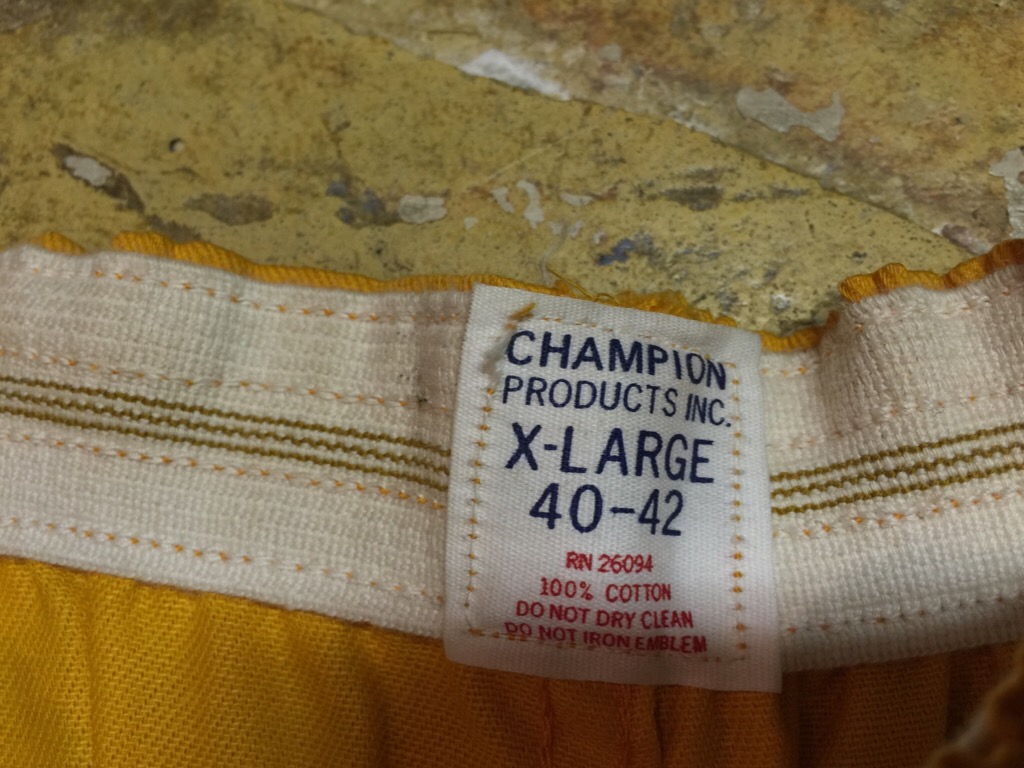 CHAMPION
PRODUCTS INC.
X-LARGE
40-42
RN 26094
100% COTTON
DO NOT DRY CLEAN
DO NOT IRON EMBLEM